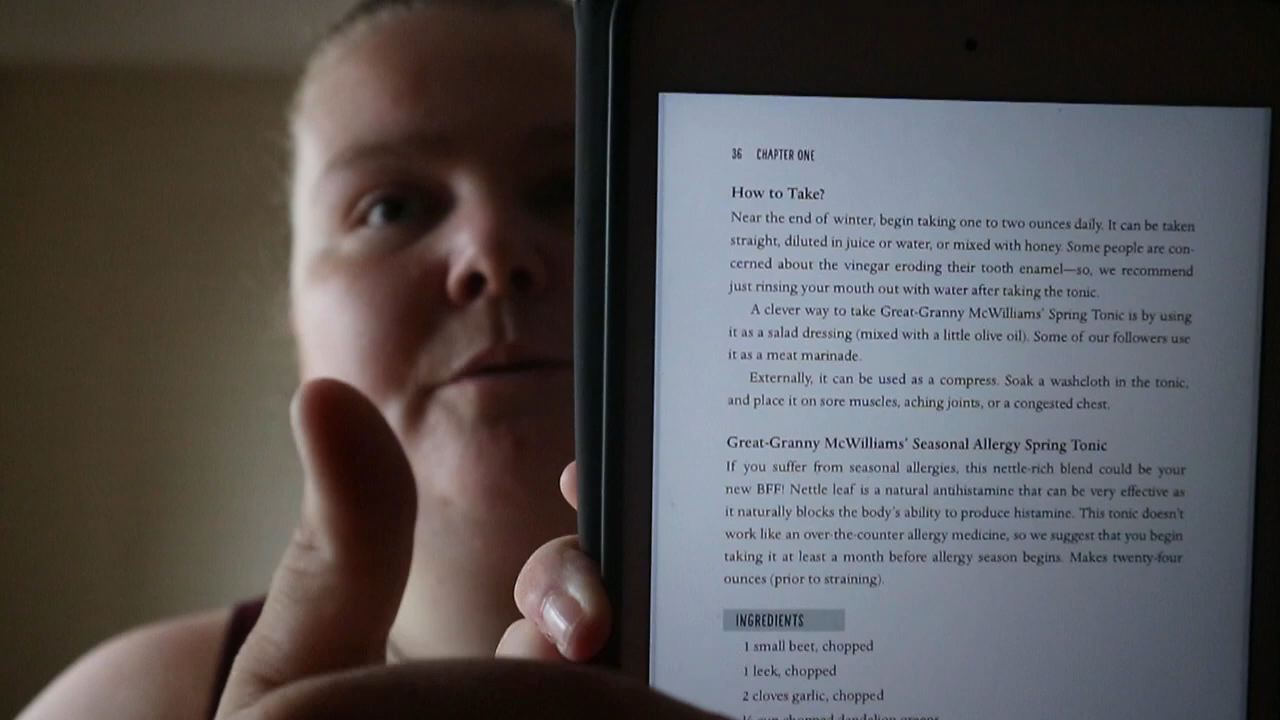 36 CHAPTER ONE
How to Take?
Near the end of winter, begin taking one to two ounces daily. It can be taken
straight, diluted in juice or water, or mixed with honey. Some people are con-
cerned about the vinegar eroding their tooth enamel—so, we recommend
just rinsing your mouth out with water after taking the tonic.
A clever way to take Great-Granny McWilliams' Spring Tonic is by using
it as a salad dressing (mixed with a little olive oil). Some of our followers use
it as a meat marinade.
Externally, it can be used as a compress. Soak a washcloth in the tonic,
and place it on sore muscles, aching joints, or a congested chest.
Great-Granny McWilliams' Seasonal Allergy Spring Tonic
If you suffer from seasonal allergies, this nettle-rich blend could be your
new BFF! Nettle leaf is a natural antihistamine that can be very effective as
it naturally blocks the body's ability to produce histamine. This tonic doesn't
work like an over-the-counter allergy medicine, so we suggest that you begin
taking it at least a month before allergy season begins. Makes twenty-four
ounces (prior to straining).
INGREDIENTS
1 small beet, chopped
1 leek, chopped
2 cloves garlic, chopped
cup chopped dandelion greens